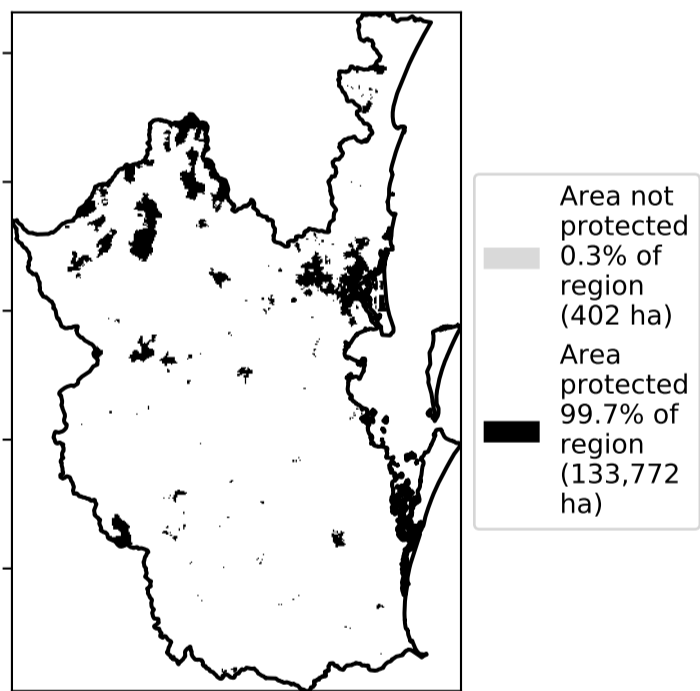 Area not
protected
0.3% of
region
(402 ha)
Area
protected
99.7% of
region
(133,772
ha)